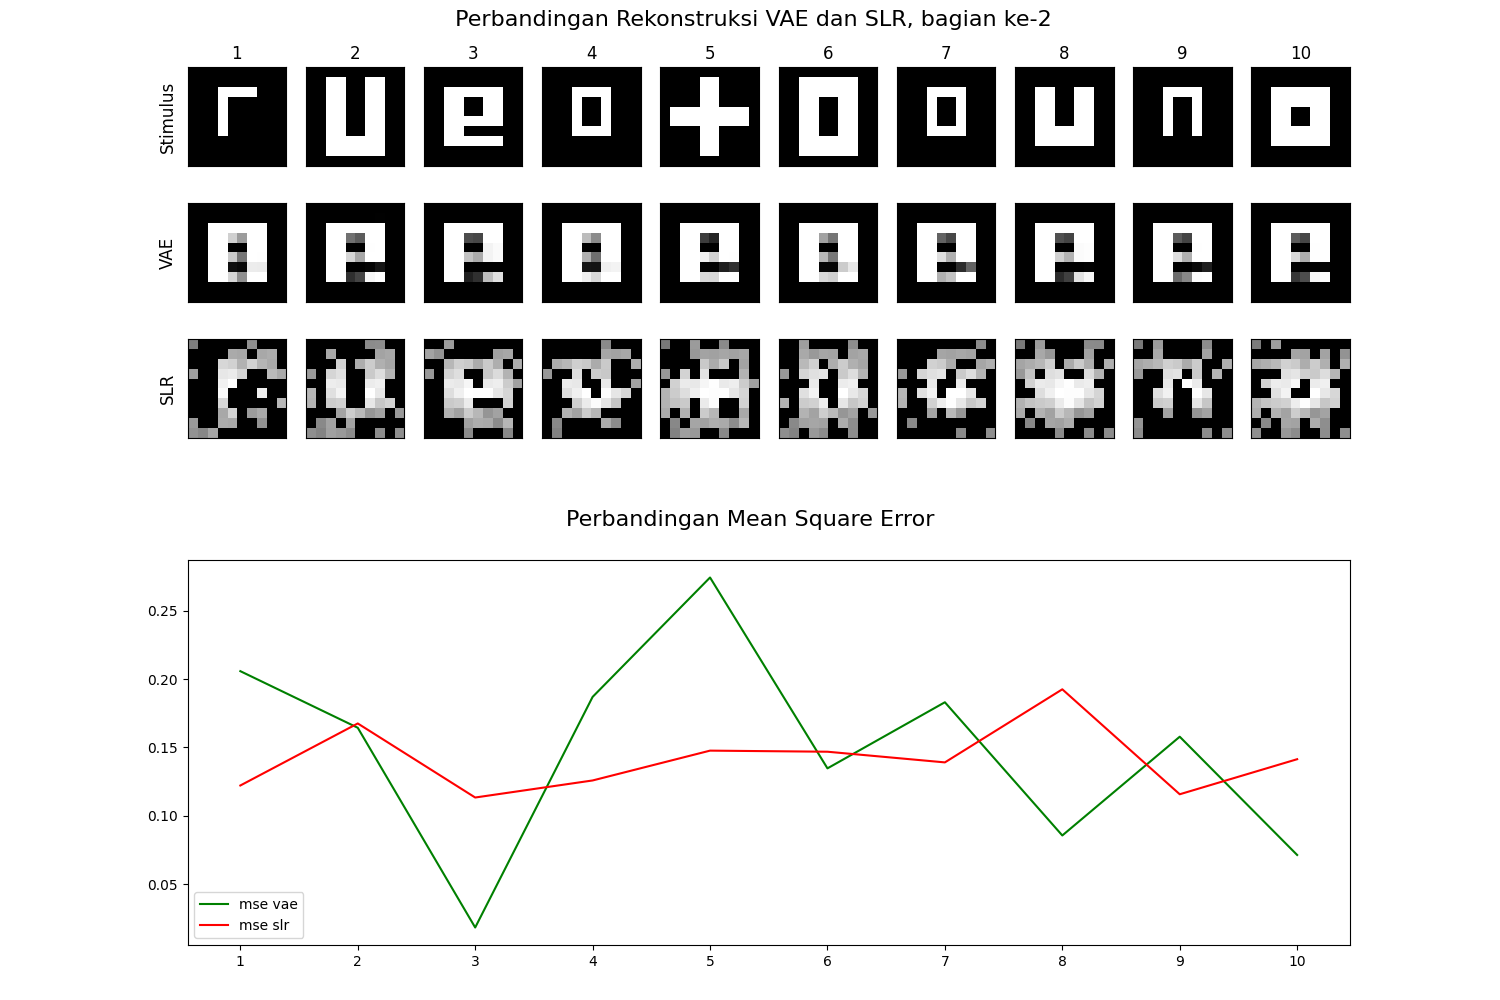 Perbandingan Rekonstruksi VAE dan SLR, bagian ke-2
1 2 3 4 5 6 7 8 9 10
Stimulus
r u e o + 0 o u n o
VAE
SLR
Perbandingan Mean Square Error
0.25
0.20
0.15
0.10
0.05
mse vae
mse slr
1 2 3 4 5 6 7 8 9 10